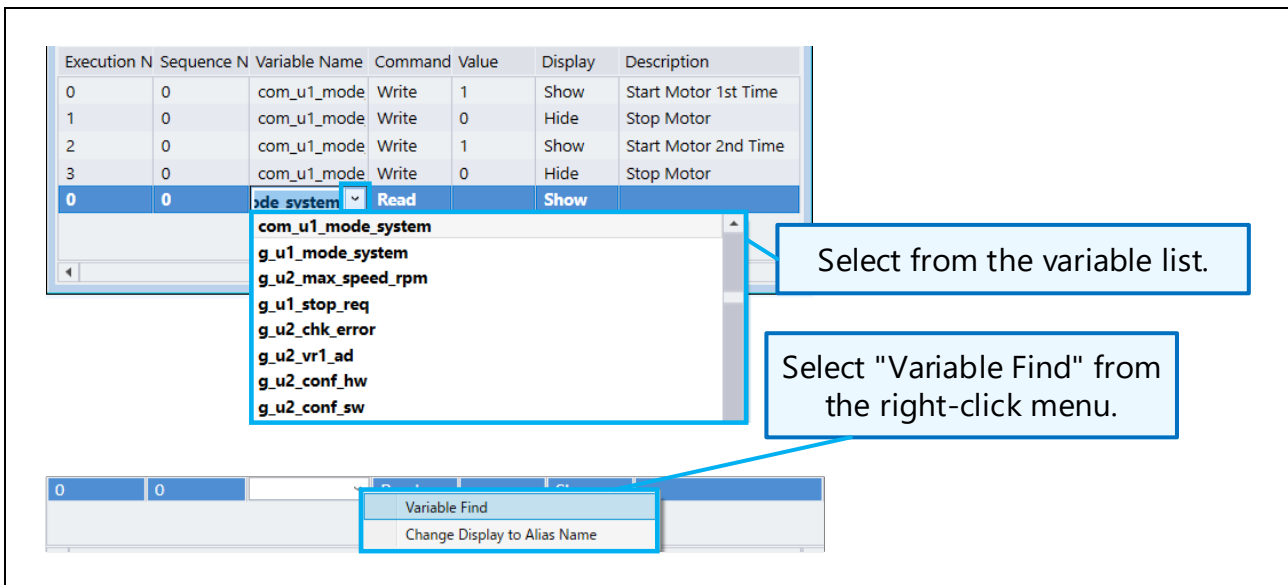 Execution N Sequence N Variable Name Command Value Display Description
0 0 com_u1_mode Write 1 Show Start Motor 1st Time
1 0 com_u1_mode Write 0 Hide Stop Motor
2 0 com_u1_mode Write 1 Show Start Motor 2nd Time
3 0 com_u1_mode Write 0 Hide Stop Motor
0 0 ode_system Read Show
com_u1_mode_system
g_u1_mode_system
g_u2_max_speed_rpm
g_u1_stop_req
g_u2_chk_error
g_u2_vr1_ad
g_u2_conf_hw
g_u2_conf_sw
Select from the variable list.
Select "Variable Find" from
the right-click menu.
0 0
Variable Find
Change Display to Alias Name